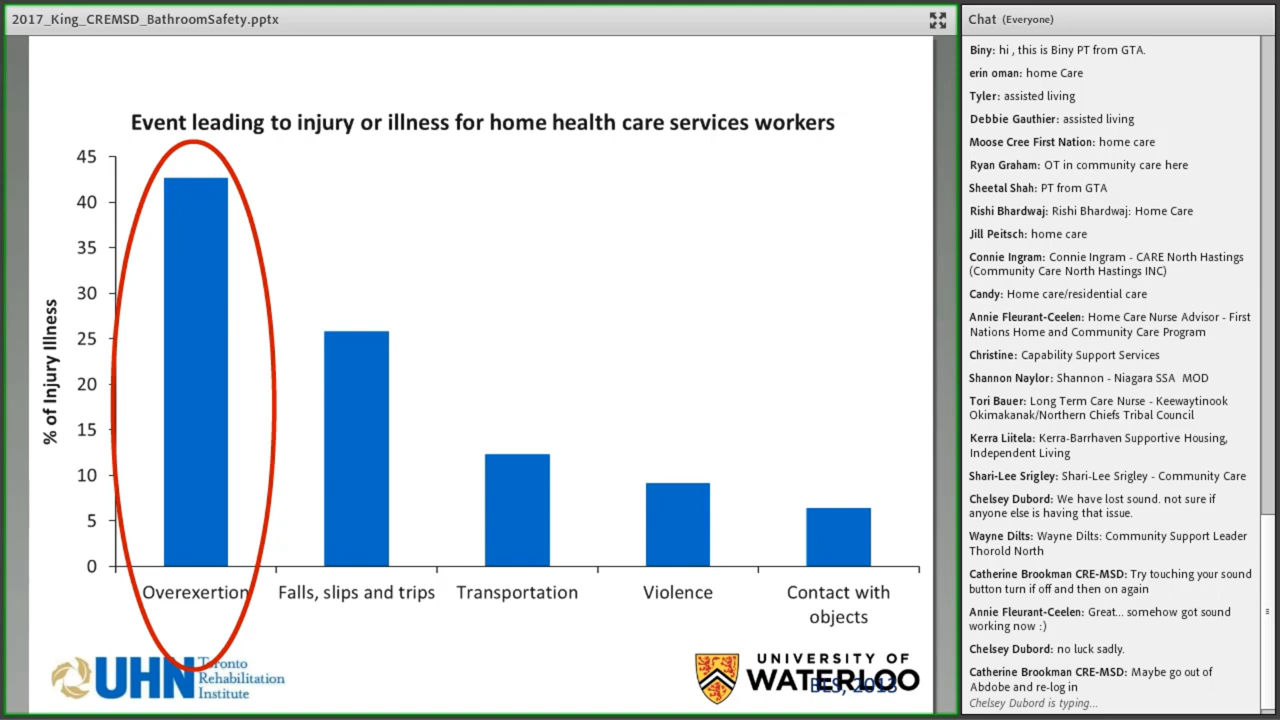 2017_King_CREMSD_BathroomSafety.pptx
Event leading to injury or illness for home health care services workers
% of Injury Illness
45
40
35
30
25
20
15
10
5
0
Overexertion
Falls, slips and trips
Transportation
Violence
Contact with
objects
UHN
Toronto
Rehabilitation
Institute
UNIVERSITY OF
WATERLOO
BLS, 2013
Chat (Everyone)
Biny: hi , this is Biny PT from GTA.
erin oman: home Care
Tyler: assisted living
Debbie Gauthier: assisted living
Moose Cree First Nation: home care
Ryan Graham: OT in community care here
Sheetal Shah: PT from GTA
Rishi Bhardwaj: Rishi Bhardwaj: Home Care
Jill Peitsch: home care
Connie Ingram: Connie Ingram - CARE North Hastings
(Community Care North Hastings INC)
Candy: Home care/residential care
Annie Fleurant-Ceelen: Home Care Nurse Advisor - First
Nations Home and Community Care Program
Christine: Capability Support Services
Shannon Naylor: Shannon - Niagara SSA MOD
Tori Bauer: Long Term Care Nurse - Keewaytinook
Okimakanak/Northern Chiefs Tribal Council
Kerra Liitela: Kerra-Barrhaven Supportive Housing,
Independent Living
Shari-Lee Srigley: Shari-Lee Srigley - Community Care
Chelsey Dubord: We have lost sound. not sure if
anyone else is having that issue.
Wayne Dilts: Wayne Dilts: Community Support Leader
Thorold North
Catherine Brookman CRE-MSD: Try touching your sound
button turn if off and then on again
Annie Fleurant-Ceelen: Great... somehow got sound
working now :)
Chelsey Dubord: no luck sadly.
Catherine Brookman CRE-MSD: Maybe go out of
Abdobe and re-log in
Chelsey Dubord is typing...